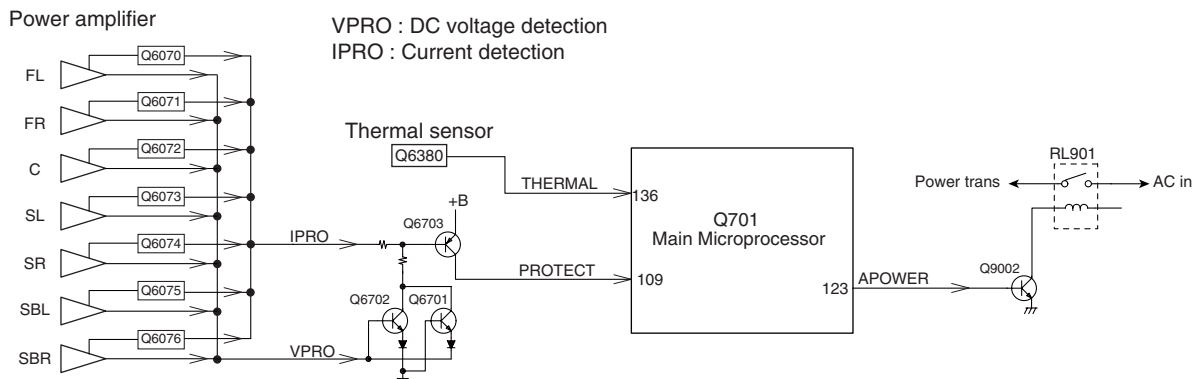 Power amplifier
VPRO : DC voltage detection
IPRO : Current detection
Q6070
FL
Q6071
FR
Q6072
C
Q6073
SL
Q6074
SR
Q6075
SBL
Q6076
SBR
IPRO
VPRO
Thermal sensor
Q6380
THERMAL
+B
Q6703
PROTECT
Q6702
Q6701
136
Q701
Main Microprocessor
109
123
APOWER
Q9002
RL901
Power trans
AC in